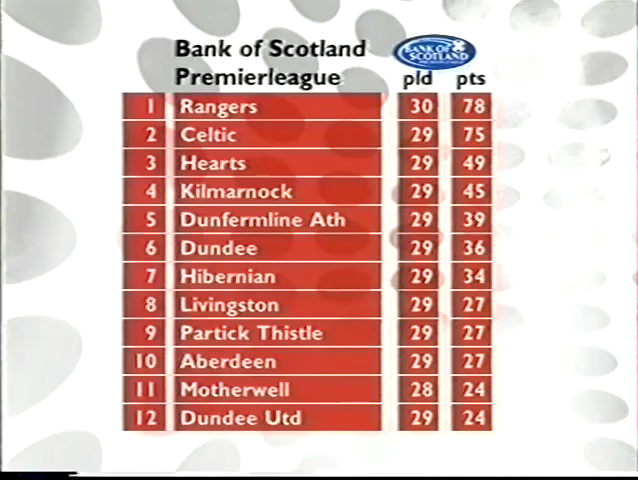 Bank of Scotland
Premierleague
BANK OF SCOTLAND
pld pts
1 Rangers 30 78
2 Celtic 29 75
3 Hearts 29 49
4 Kilmarnock 29 45
5 Dunfermline Ath 29 39
6 Dundee 29 36
7 Hibernian 29 34
8 Livingston 29 27
9 Partick Thistle 29 27
10 Aberdeen 29 27
11 Motherwell 28 24
12 Dundee Utd 29 24